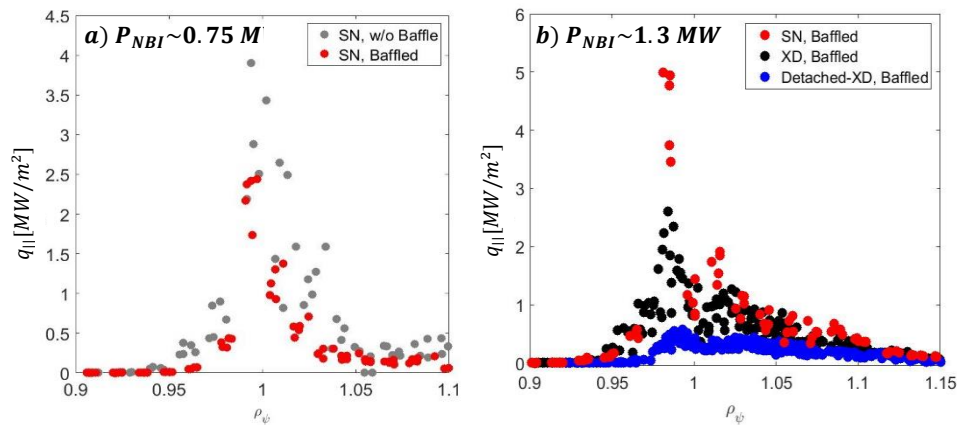 a) P_NBI~0.75 M
SN, w/o Baffle
SN, Baffled
4.5
4
3.5
3
2.5
2
1.5
1
0.5
0
q_||[MW/m²]
0.9
0.95
1
1.05
1.1
ρ_ψ
b) P_NBI~1.3 MW
SN, Baffled
XD, Baffled
Detached-XD, Baffled
6
5
4
3
2
1
0
q_||[MW/m²]
0.9
0.95
1
1.05
1.1
1.15
ρ_ψ